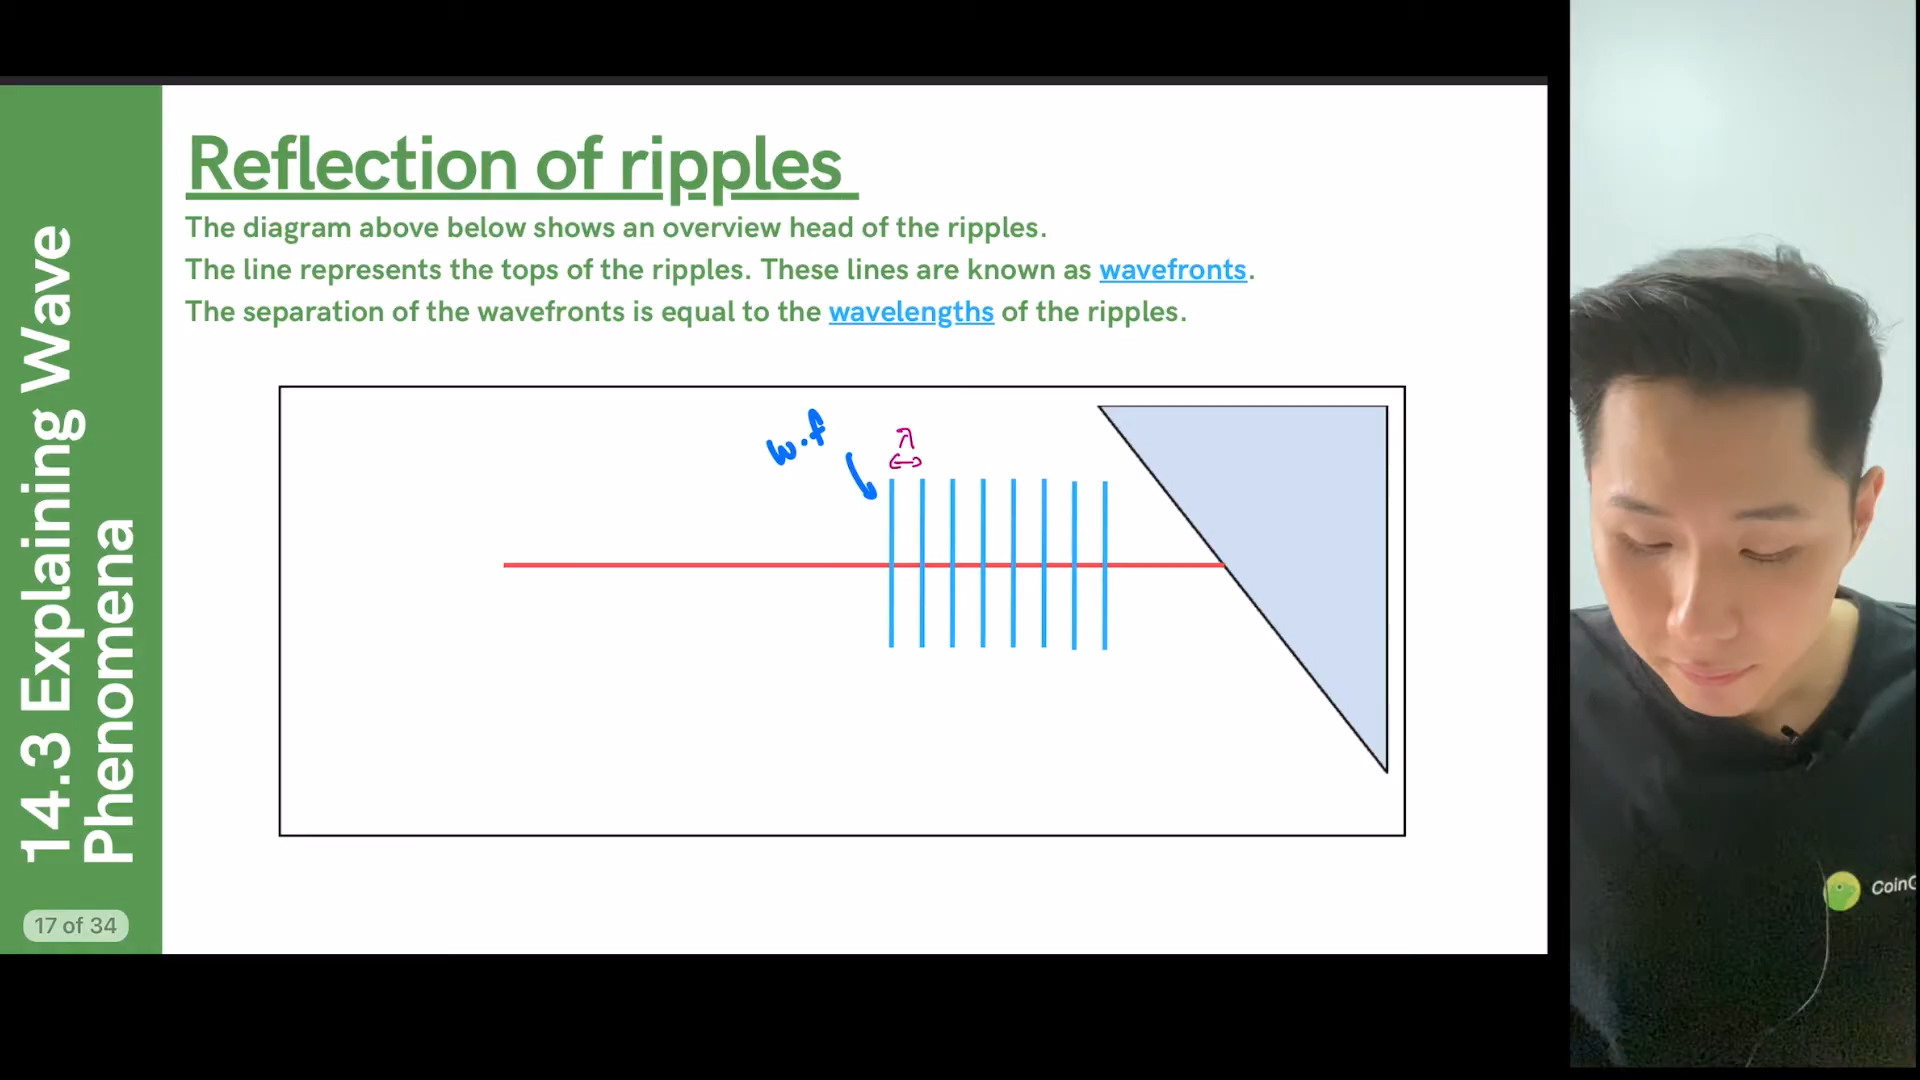 14.3 Explaining Wave
Phenomena
17 of 34
Reflection of ripples
The diagram above below shows an overview head of the ripples.
The line represents the tops of the ripples. These lines are known as wavefronts.
The separation of the wavefronts is equal to the wavelengths of the ripples.
w.f
λ